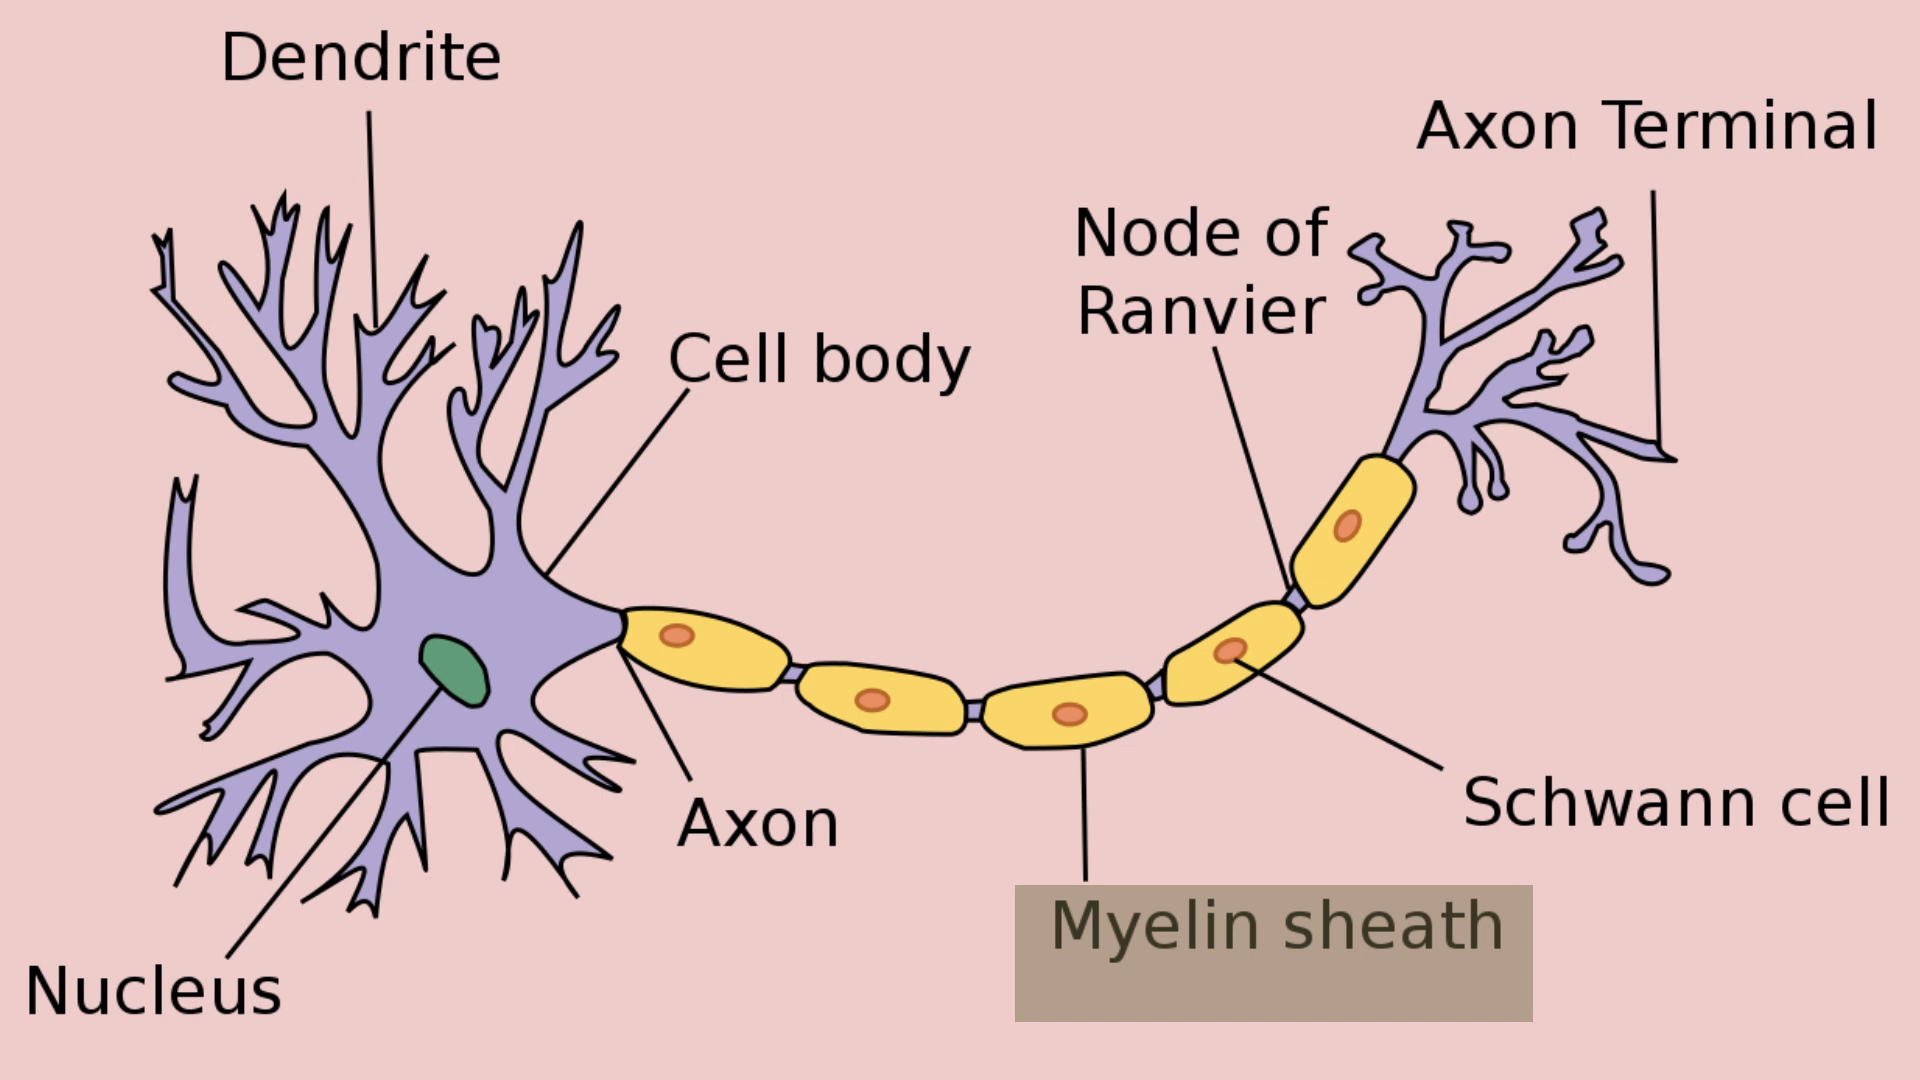 Dendrite
Axon Terminal
Node of
Ranvier
Cell body
Schwann cell
Axon
Myelin sheath
Nucleus